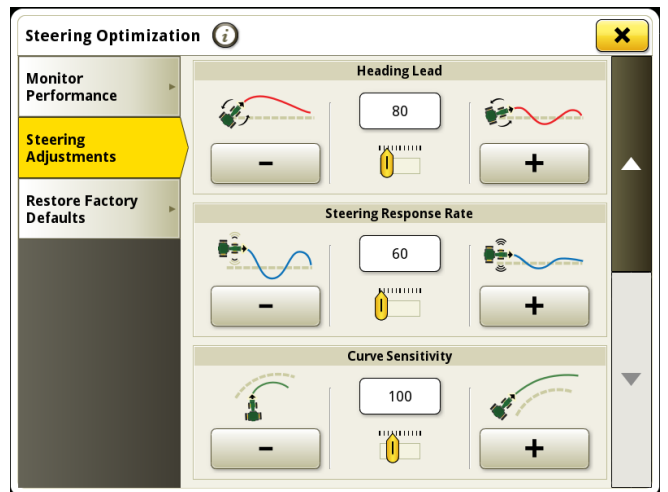 Steering Optimization i
Monitor
Performance
Steering
Adjustments
Restore Factory
Defaults
Heading Lead
80
- +
Steering Response Rate
60
- +
Curve Sensitivity
100
- +